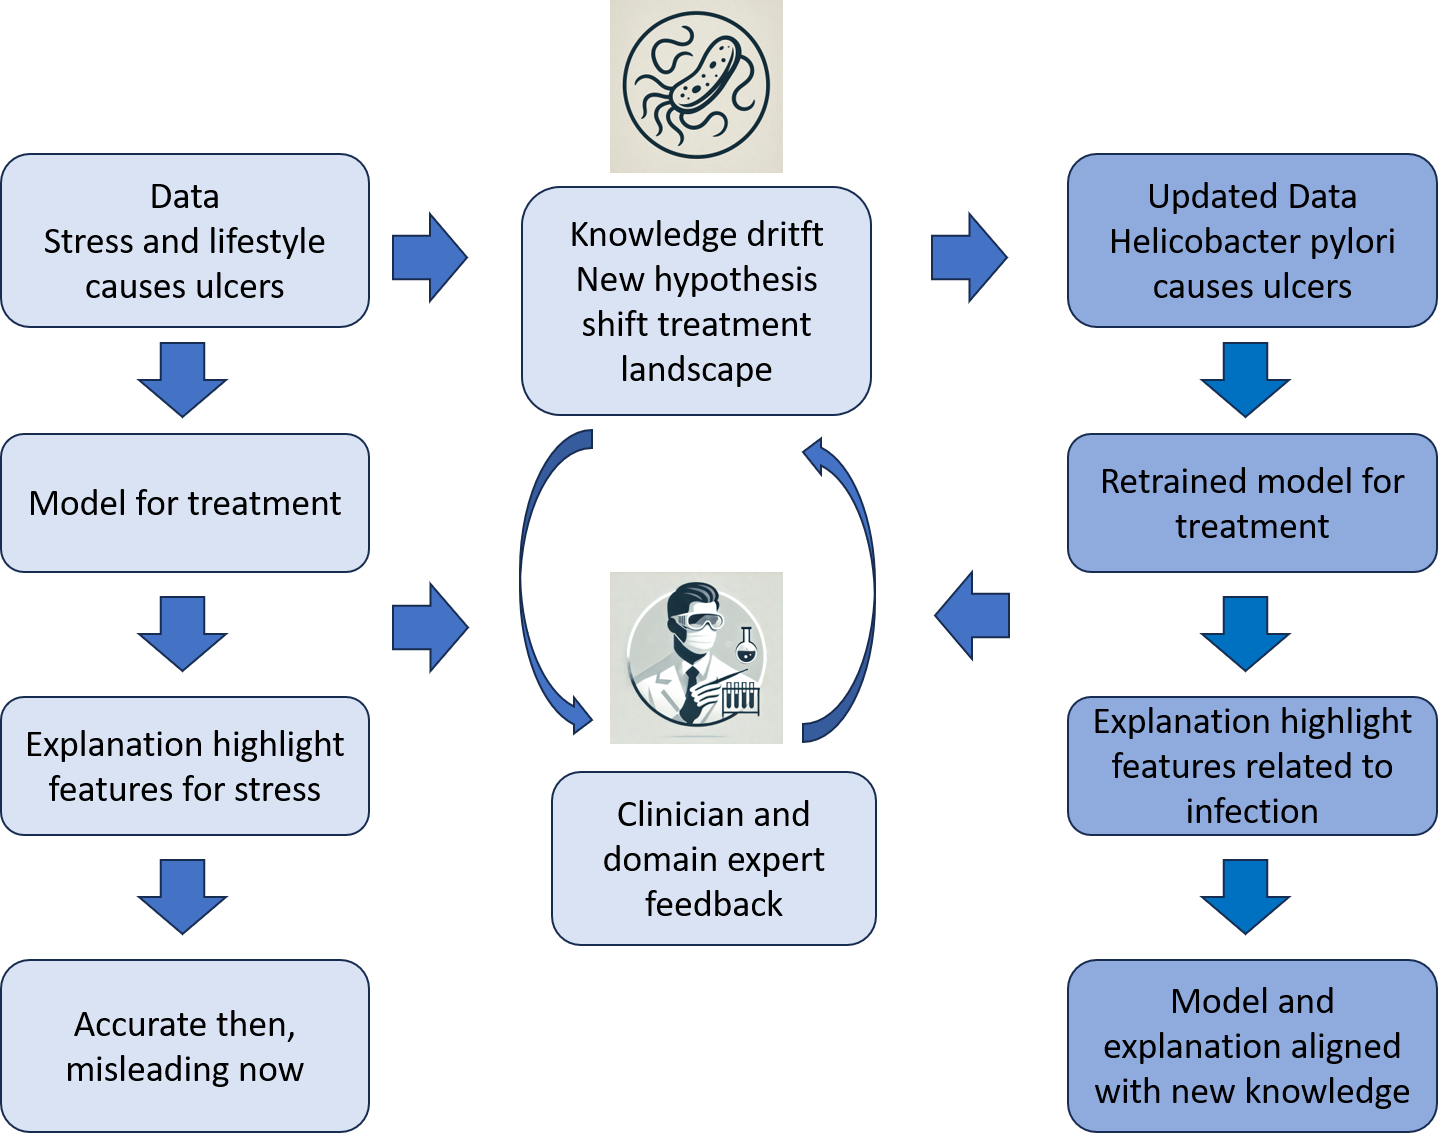 Data
Stress and lifestyle
causes ulcers
Model for treatment
Explanation highlight
features for stress
Accurate then,
misleading now
Knowledge dritft
New hypothesis
shift treatment
landscape
Clinician and
domain expert
feedback
Updated Data
Helicobacter pylori
causes ulcers
Retrained model for
treatment
Explanation highlight
features related to
infection
Model and
explanation aligned
with new knowledge